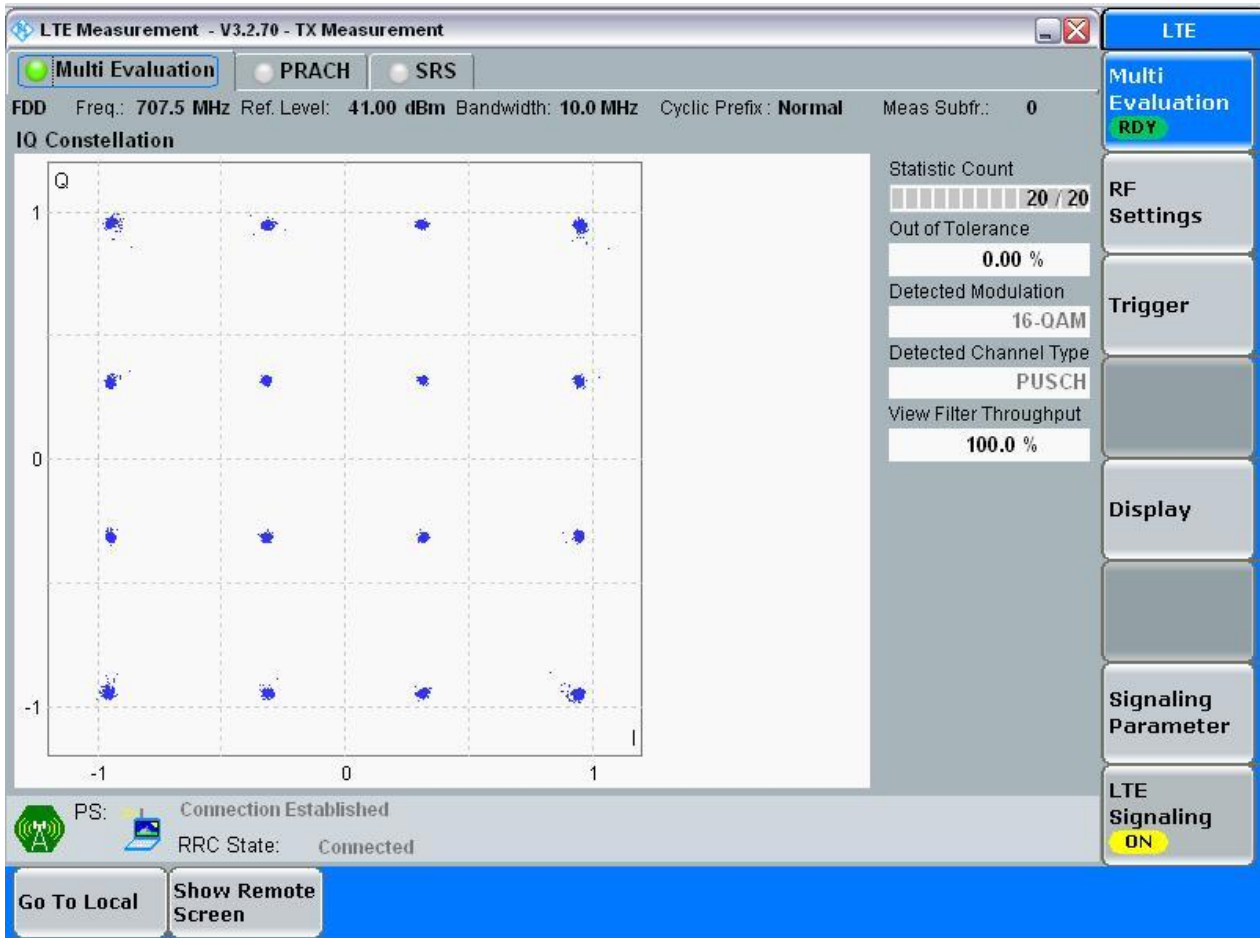 LTE Measurement - V3.2.70 - TX Measurement
LTE
Multi Evaluation PRACH SRS
FDD Freq.: 707.5 MHz Ref. Level: 41.00 dBm Bandwidth: 10.0 MHz Cyclic Prefix : Normal Meas Subfr.: 0
IQ Constellation
Q
1
0
-1
I
-1 0 1
Statistic Count
20 / 20
Out of Tolerance
0.00 %
Detected Modulation
16-QAM
Detected Channel Type
PUSCH
View Filter Throughput
100.0 %
Multi
Evaluation
RDY
RF
Settings
Trigger
Display
Signaling
Parameter
LTE
Signaling
ON
PS: Connection Established
RRC State: Connected
Go To Local
Show Remote
Screen